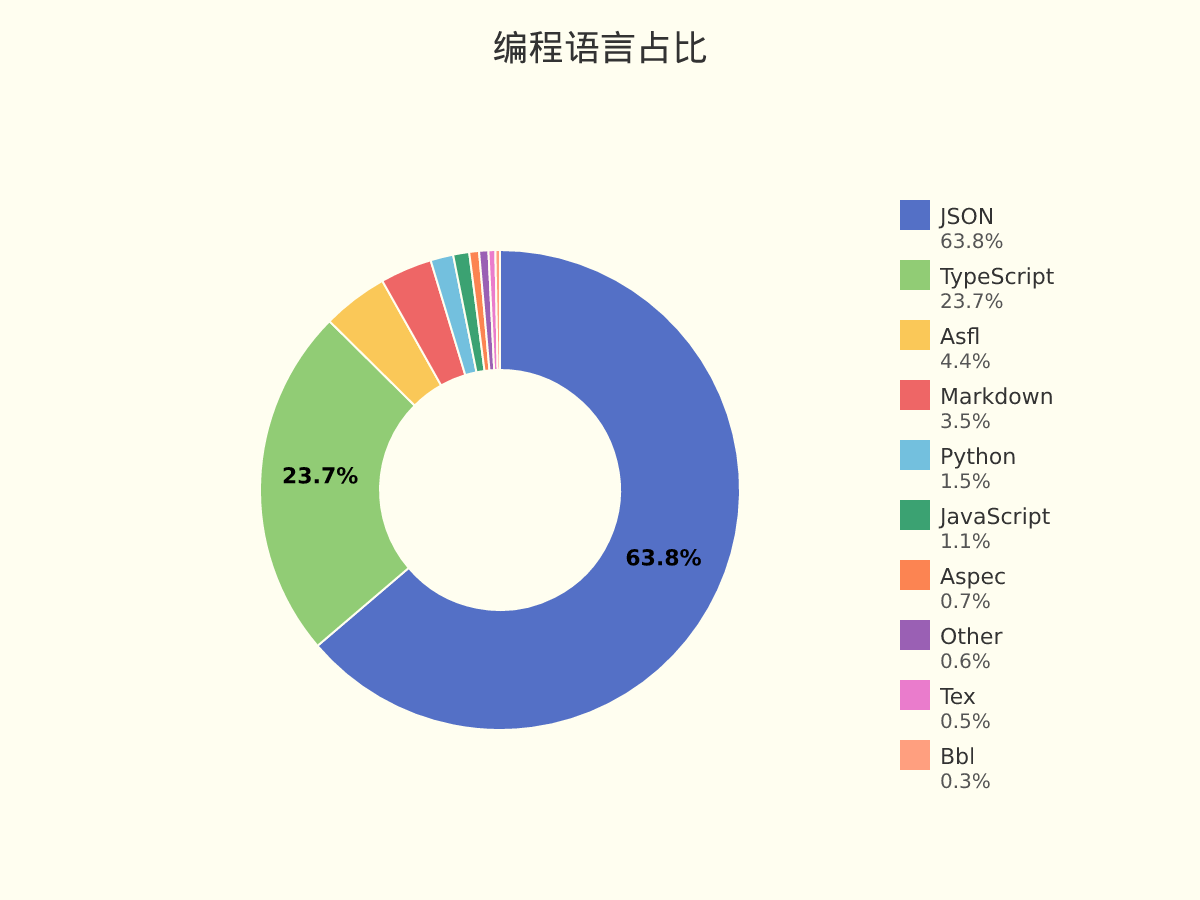 编程语言占比
23.7%
63.8%
JSON
63.8%
TypeScript
23.7%
Asfl
4.4%
Markdown
3.5%
Python
1.5%
JavaScript
1.1%
Aspec
0.7%
Other
0.6%
Tex
0.5%
Bbl
0.3%